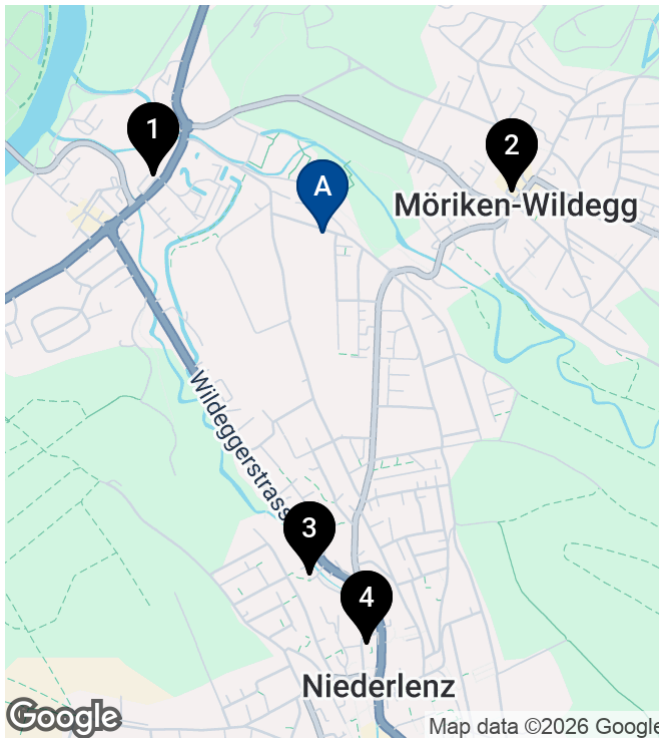 1
2
A
Möriken-Wildegg
Wildeggerstrass
3
4
Niederlenz
Google
Map data ©2026 Google